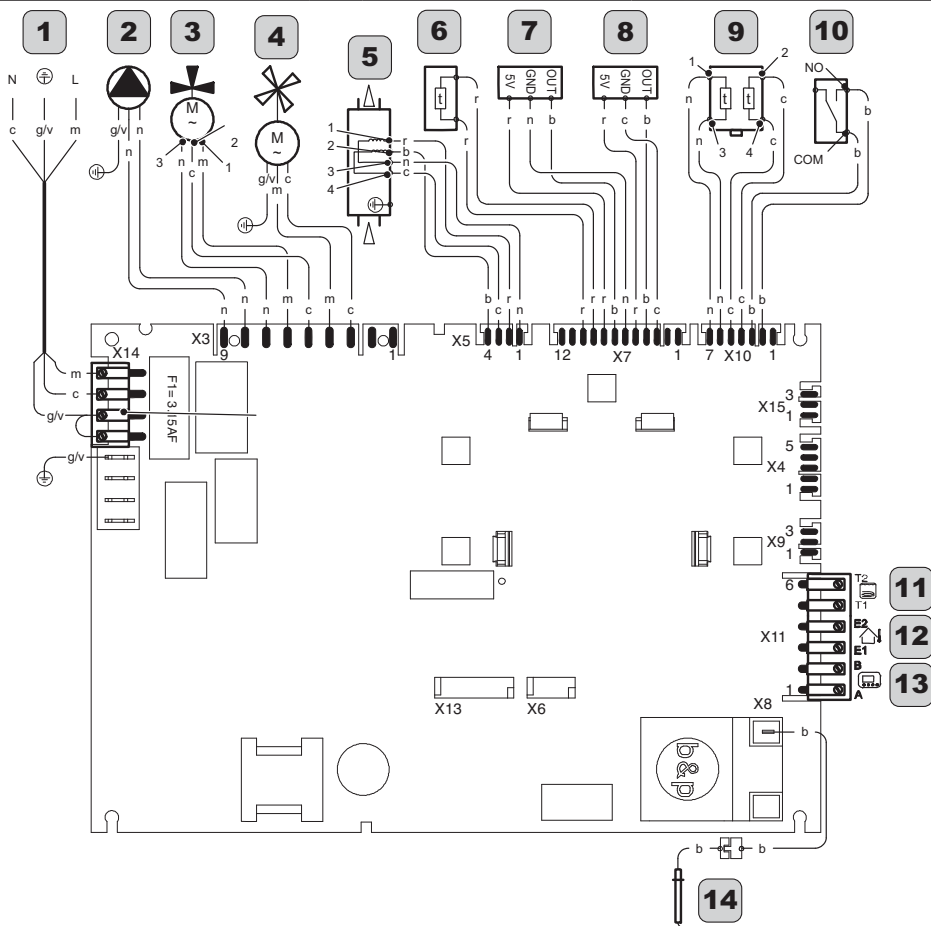 1 2 3 4 5 6 7 8 9 10
N L
c g/v m
g/v n
n
M
~
3 2
n c m 1
M
~
g/v m c
1 r
2 b
3 n
4 c
t
r
r
5V GND OUT
r n b
5V GND OUT
r c b
1 2
t t
n c
n 3 4 c
NO
b
COM b
b
n n n m c m c
b c r n
r r r b n r b c
n n c c b b
X3 9 1
X5 4 1
12 X7 1
7 X10 1
X14
m
c
g/v
g/v
F1= 3.15AF
3
X15
1
5
X4
1
3
X9
1
6 T2 11
T1
X11 E2 12
E1
B
1 A 13
X13 X6 X8
b
d&d
b b
14